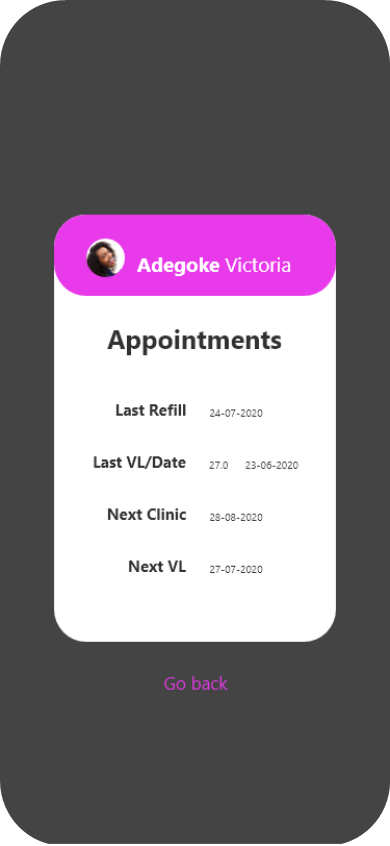 Adegoke Victoria
Appointments
Last Refill 24-07-2020
Last VL/Date 27.0 23-06-2020
Next Clinic 28-08-2020
Next VL 27-07-2020
Go back